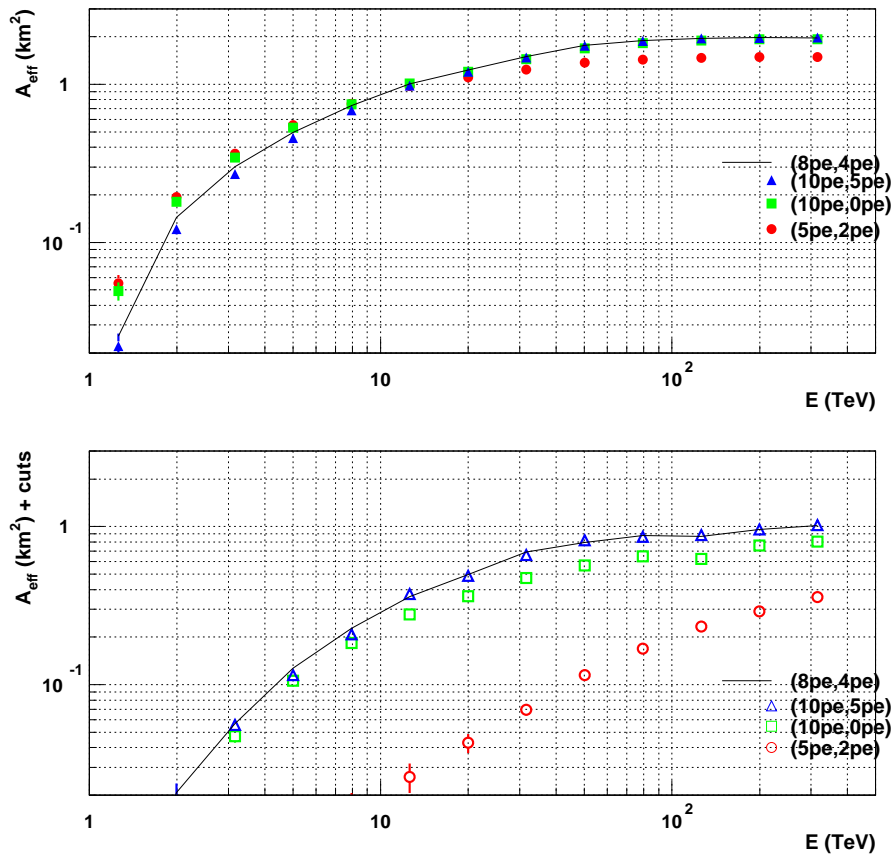 A_eff (km²)
1
10⁻¹
(8pe,4pe)
(10pe,5pe)
(10pe,0pe)
(5pe,2pe)
1
10
10²
E (TeV)
A_eff (km²) + cuts
1
10⁻¹
(8pe,4pe)
(10pe,5pe)
(10pe,0pe)
(5pe,2pe)
1
10
10²
E (TeV)